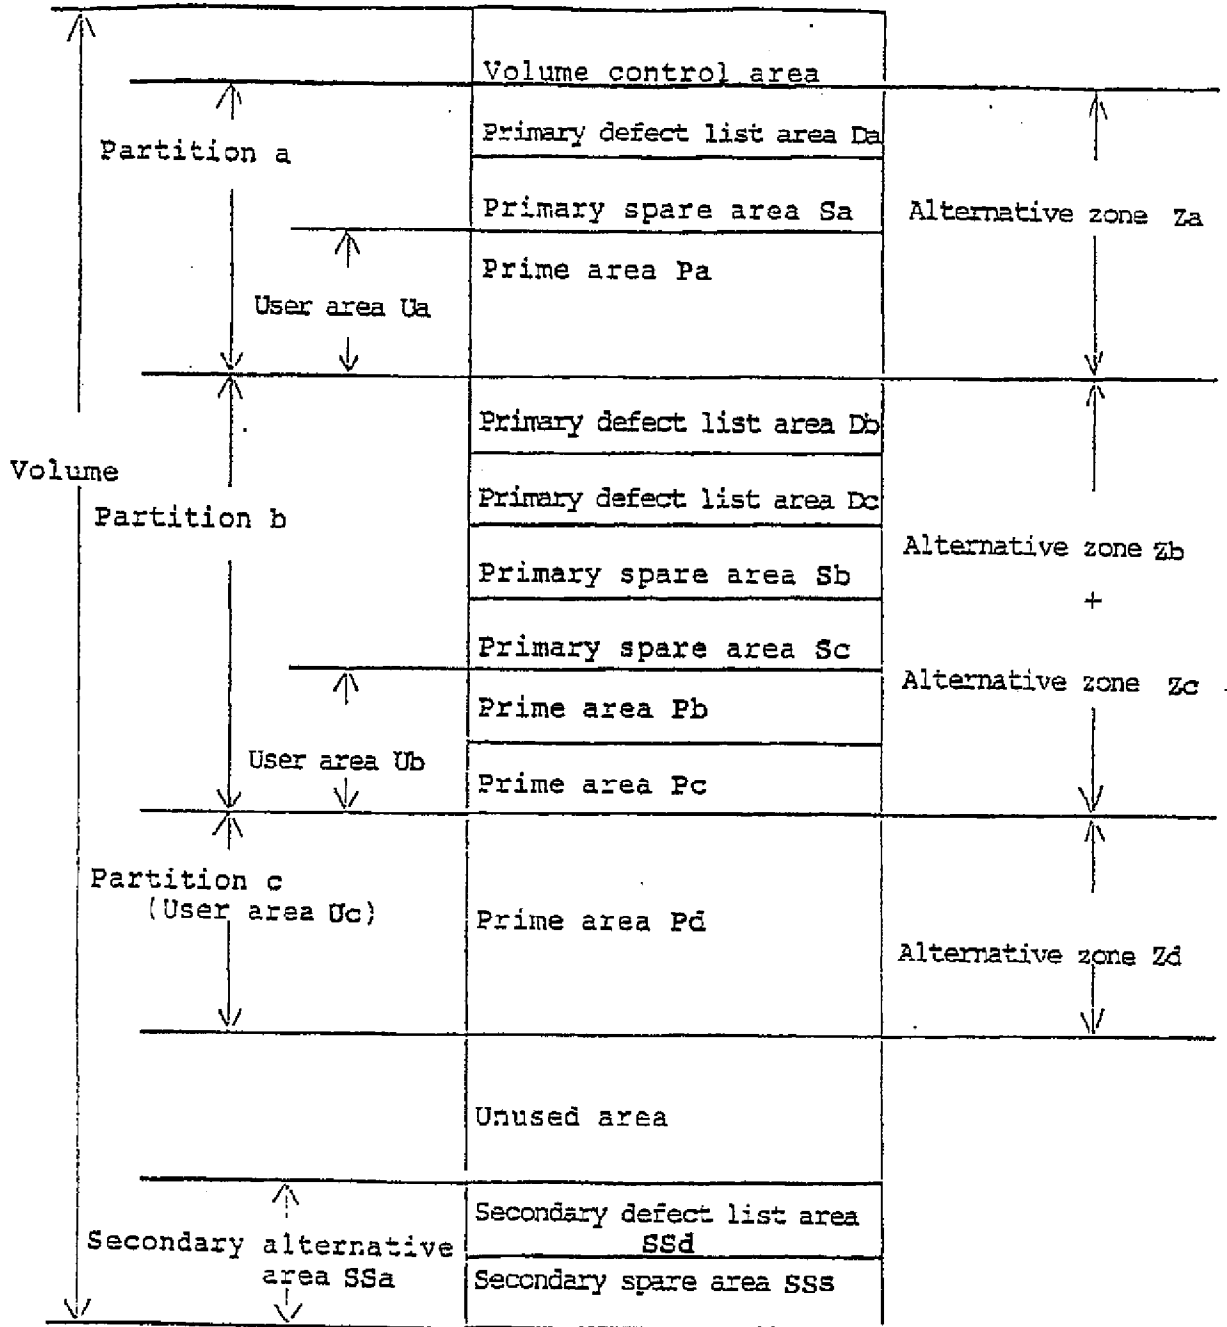 Volume control area
Primary defect list area Da
Partition a
Primary spare area Sa
Alternative zone Za
Prime area Pa
User area Ua
Primary defect list area Db
Volume
Primary defect list area Dc
Partition b
Alternative zone Zb
Primary spare area Sb
+
Primary spare area Sc
Alternative zone Zc
Prime area Pb
User area Ub
Prime area Pc
Partition c
(User area Uc)
Prime area Pd
Alternative zone Zd
Unused area
Secondary defect list area
SSd
Secondary alternative
area SSa
Secondary spare area SSs